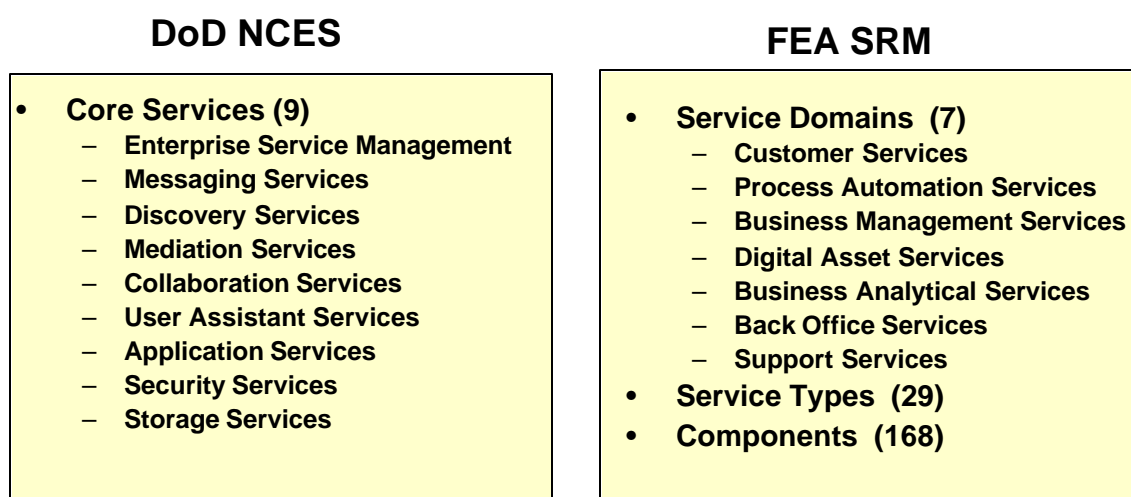 DoD NCES
• Core Services (9)
– Enterprise Service Management
– Messaging Services
– Discovery Services
– Mediation Services
– Collaboration Services
– User Assistant Services
– Application Services
– Security Services
– Storage Services
FEA SRM
• Service Domains (7)
– Customer Services
– Process Automation Services
– Business Management Services
– Digital Asset Services
– Business Analytical Services
– Back Office Services
– Support Services
• Service Types (29)
• Components (168)